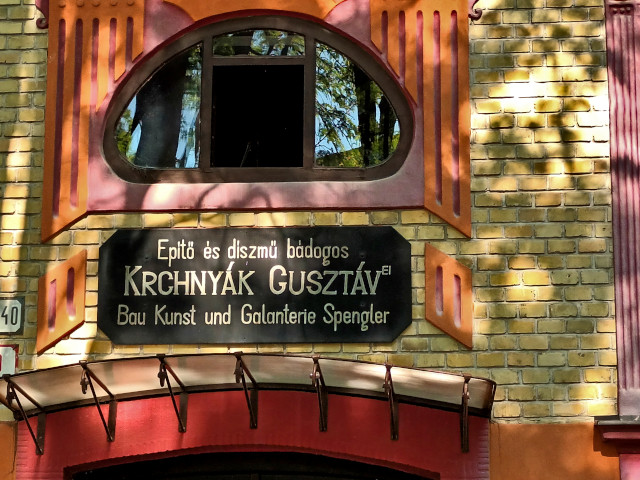 Építő és díszmű bádogos
KRCHNYÁK GUSZTÁV EI
Bau Kunst und Galanterie Spengler
40